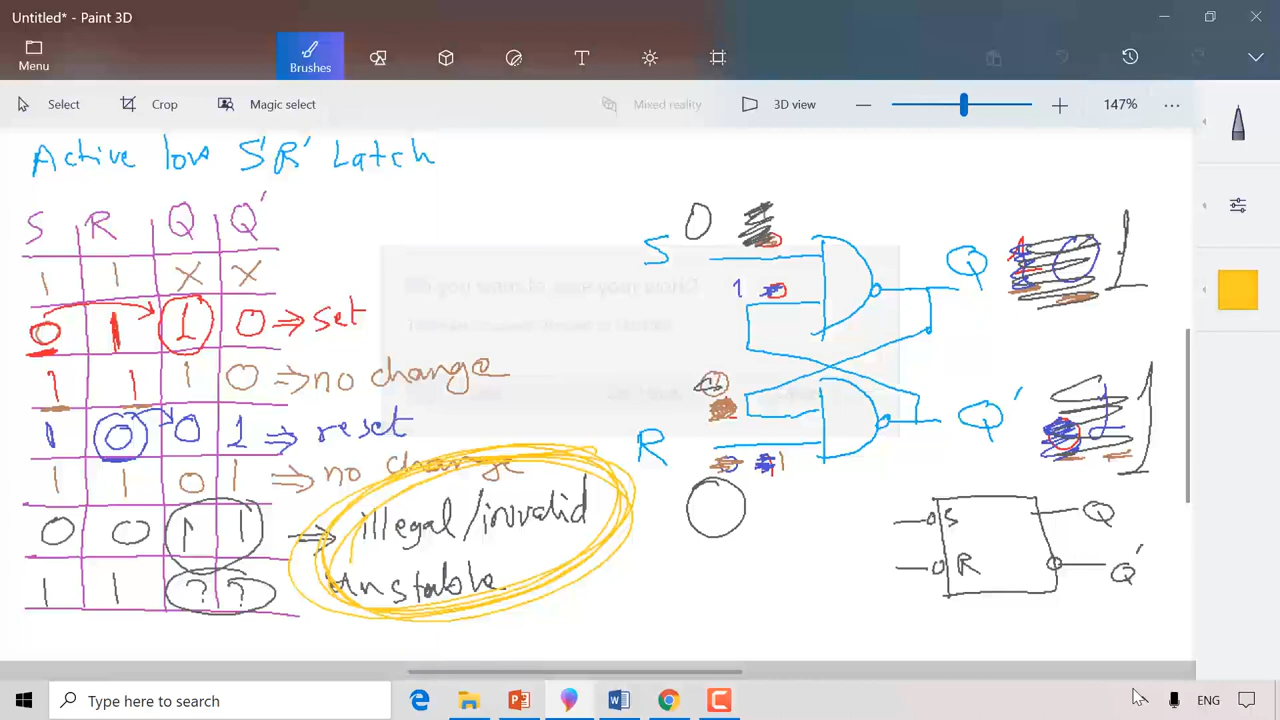 Untitled* - Paint 3D
Menu
Brushes
Select
Crop
Magic select
Mixed reality
3D view
147%
Active low S'R' Latch
S R Q Q'
1 1 X X
0 1 1 0 ⇒ set
1 1 1 0 ⇒ no change
1 0 0 1 ⇒ reset
1 1 0 1 ⇒ no change
0 0 1 1 ⇒ illegal/invalid
1 1 ? ? unstable
S 0
1
Q 1
R 1
0
Q' 1
S Q
R Q'
Type here to search
ENG